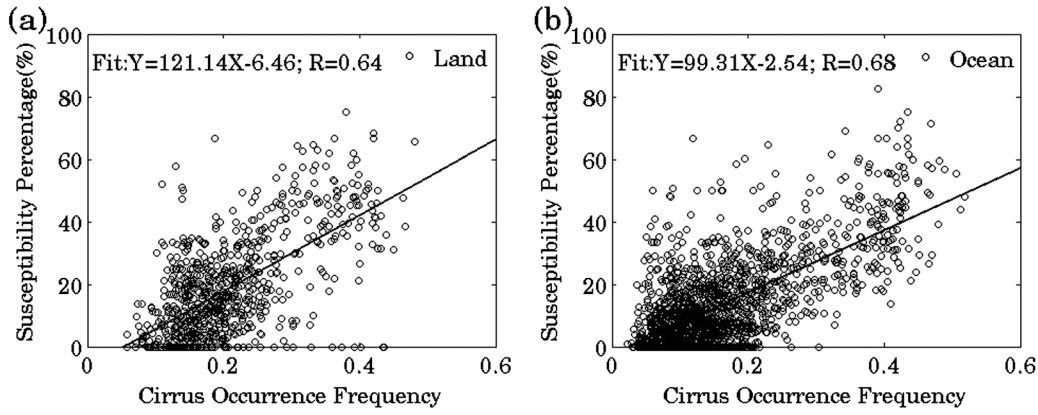 (a)
Fit:Y=121.14X-6.46; R=0.64
Land
Susceptibility Percentage(%)
100
80
60
40
20
0
0
0.2
0.4
0.6
Cirrus Occurrence Frequency
(b)
Fit:Y=99.31X-2.54; R=0.68
Ocean
Susceptibility Percentage(%)
100
80
60
40
20
0
0
0.2
0.4
0.6
Cirrus Occurrence Frequency